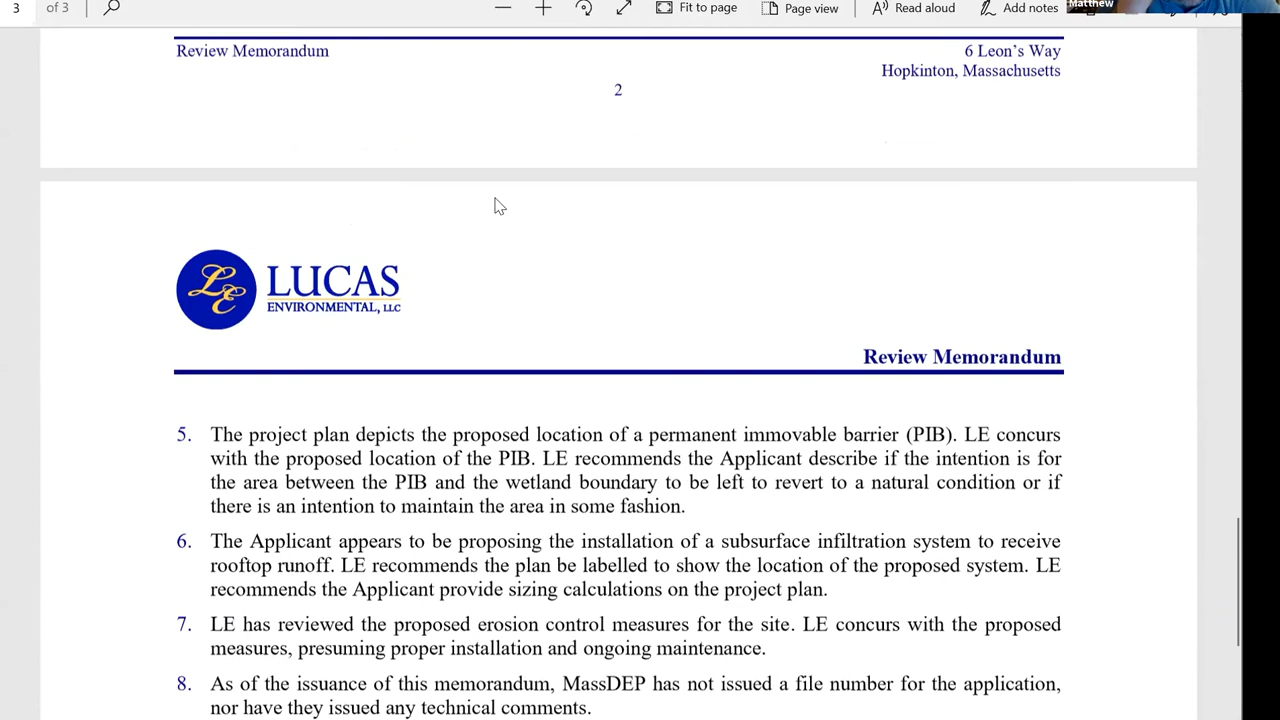 3 of 3 Fit to page Page view Read aloud Add notes
Matthew
Review Memorandum 6 Leon's Way
Hopkinton, Massachusetts
2
LE LUCAS
ENVIRONMENTAL, LLC
Review Memorandum
5. The project plan depicts the proposed location of a permanent immovable barrier (PIB). LE concurs
with the proposed location of the PIB. LE recommends the Applicant describe if the intention is for
the area between the PIB and the wetland boundary to be left to revert to a natural condition or if
there is an intention to maintain the area in some fashion.
6. The Applicant appears to be proposing the installation of a subsurface infiltration system to receive
rooftop runoff. LE recommends the plan be labelled to show the location of the proposed system. LE
recommends the Applicant provide sizing calculations on the project plan.
7. LE has reviewed the proposed erosion control measures for the site. LE concurs with the proposed
measures, presuming proper installation and ongoing maintenance.
8. As of the issuance of this memorandum, MassDEP has not issued a file number for the application,
nor have they issued any technical comments.